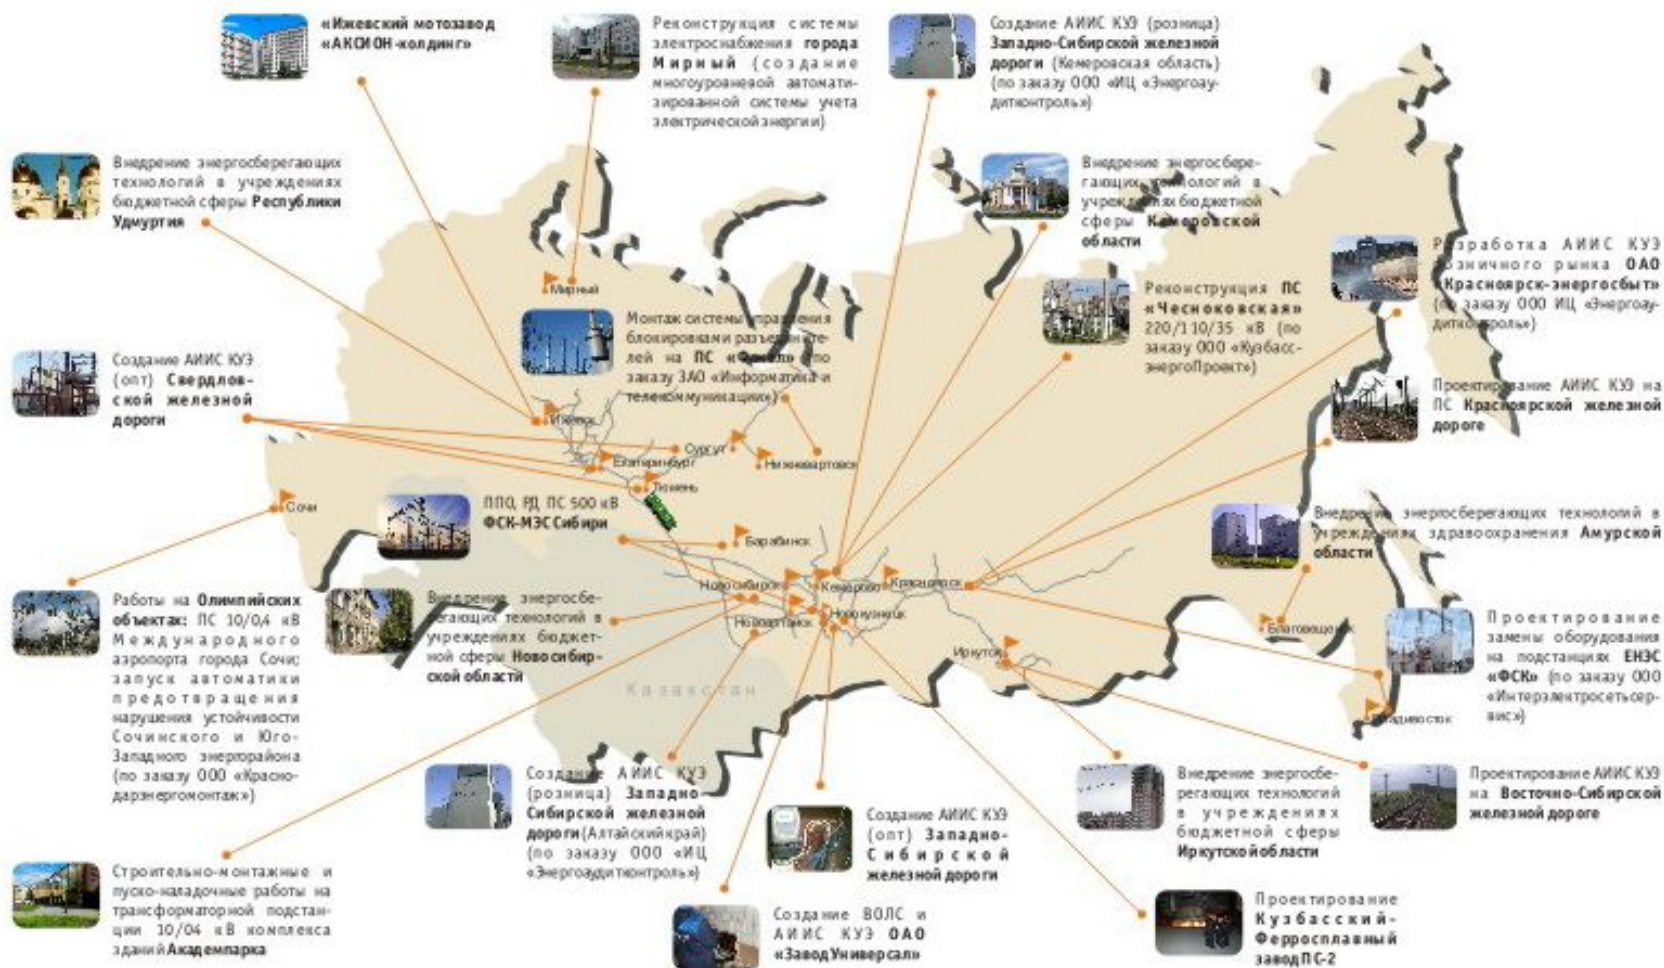 «Ижевский мотозавод
«АКСИОН-холдинг»
Реконструкция системы
электроснабжения города
Мирный (создание
многоуровневой автомати-
зированной системы учета
электрической энергии)
Создание АИИС КУЭ (розница)
Западно-Сибирской железной
дороги (Кемеровская область)
(по заказу ООО «ИЦ «Энергоау-
дитконтроль»)
Внедрение энергосберегающих
технологий в учреждениях
бюджетной сферы Республики
Удмуртия
Внедрение энергосбере-
гающих технологий в
учреждениях бюджетной
сферы Кемеровской
области
Разработка АИИС КУЭ
розничного рынка ОАО
«Красноярск-энергосбыт»
(по заказу ООО ИЦ «Энергоау-
дитконтроль»)
Мирный
Монтаж системы управления
блокировками разъедините-
лей на ПС
заказу ЗАО «Информатика и
телекоммуникации»)
Реконструкция ПС
«Чесноковская»
220/110/35 кВ (по
заказу ООО «Кузбасс-
энергоПроект»)
Создание АИИС КУЭ
(опт) Свердлов-
ской железной
дороги
Проектирование АИИС КУЭ на
ПС Красноярской железной
дороге
Ижевск
Екатеринбург
Сургут
Нижневартовск
Тюмень
Сочи
ППО, РД, ПС 500 кВ
ФСК-МЭС Сибири
Барабинск
Внедрение энергосберегающих технологий в
учреждениях здравоохранения Амурской
области
Новосибирск
Кемерово
Красноярск
Новокузнецк
Новоалтайск
Иркутск
Благовещенск
Владивосток
Казахстан
Работы на Олимпийских
объектах: ПС 10/0,4 кВ
Международного
аэропорта города Сочи;
запуск автоматики
предотвращения
нарушения устойчивости
Сочинского и Юго-
Западного энергорайона
(по заказу ООО «Красно-
дарэнергомонтаж»)
Внедрение энергосбе-
регающих технологий в
учреждениях бюджет-
ной сферы Новосибир-
ской области
Проектирование
замены оборудования
на подстанциях ЕНЭС
«ФСК» (по заказу ООО
«Интерэлектросетьсер-
вис»)
Создание АИИС КУЭ
(розница) Западно-
Сибирской железной
дороги (Алтайский край)
(по заказу ООО «ИЦ
«Энергоаудитконтроль»)
Создание АИИС КУЭ
(опт) Западно-
Сибирской
железной дороги
Внедрение энергосбе-
регающих технологий
в учреждениях
бюджетной сферы
Иркутской области
Проектирование АИИС КУЭ
на Восточно-Сибирской
железной дороге
Строительно-монтажные и
пуско-наладочные работы на
трансформаторной подстан-
ции 10/04 кВ комплекса
зданий Академпарка
Создание ВОЛС и
АИИС КУЭ ОАО
«Завод Универсал»
Проектирование
Кузбасский-
Ферросплавный
завод ПС-2